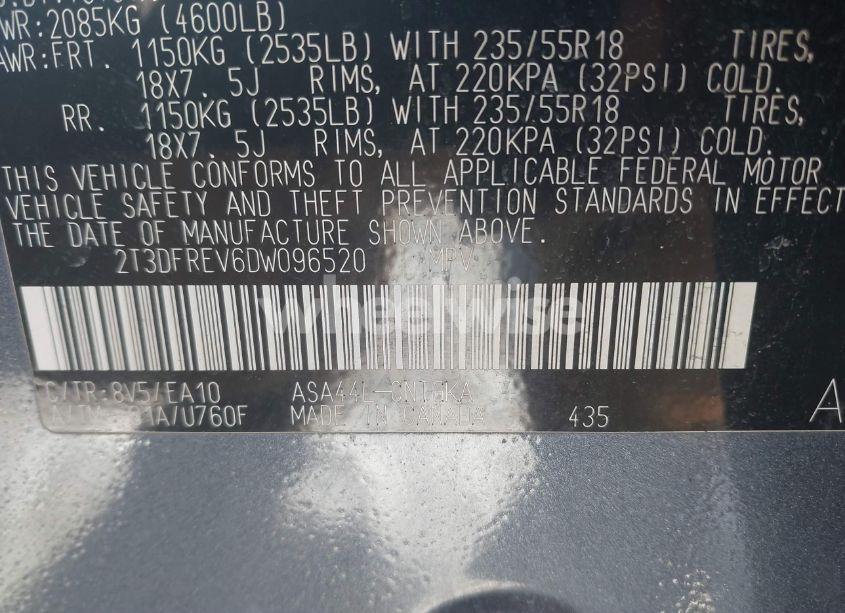 WR:2085KG (4600LB)
AWR:FRT. 1150KG (2535LB) WITH 235/55R18 TIRES,
18X7. 5J RIMS, AT 220KPA (32PSI) COLD.
RR. 1150KG (2535LB) WITH 235/55R18 TIRES,
18X7. 5J RIMS, AT 220KPA (32PSI) COLD.
THIS VEHICLE CONFORMS TO ALL APPLICABLE FEDERAL MOTOR
VEHICLE SAFETY AND THEFT PREVENTION STANDARDS IN EFFECT
THE DATE OF MANUFACTURE SHOWN ABOVE.
2T3DFREV6DW096520 MPV
wheelwise
C/TR:8V5/EA10
MADE IN CANADA 435 A